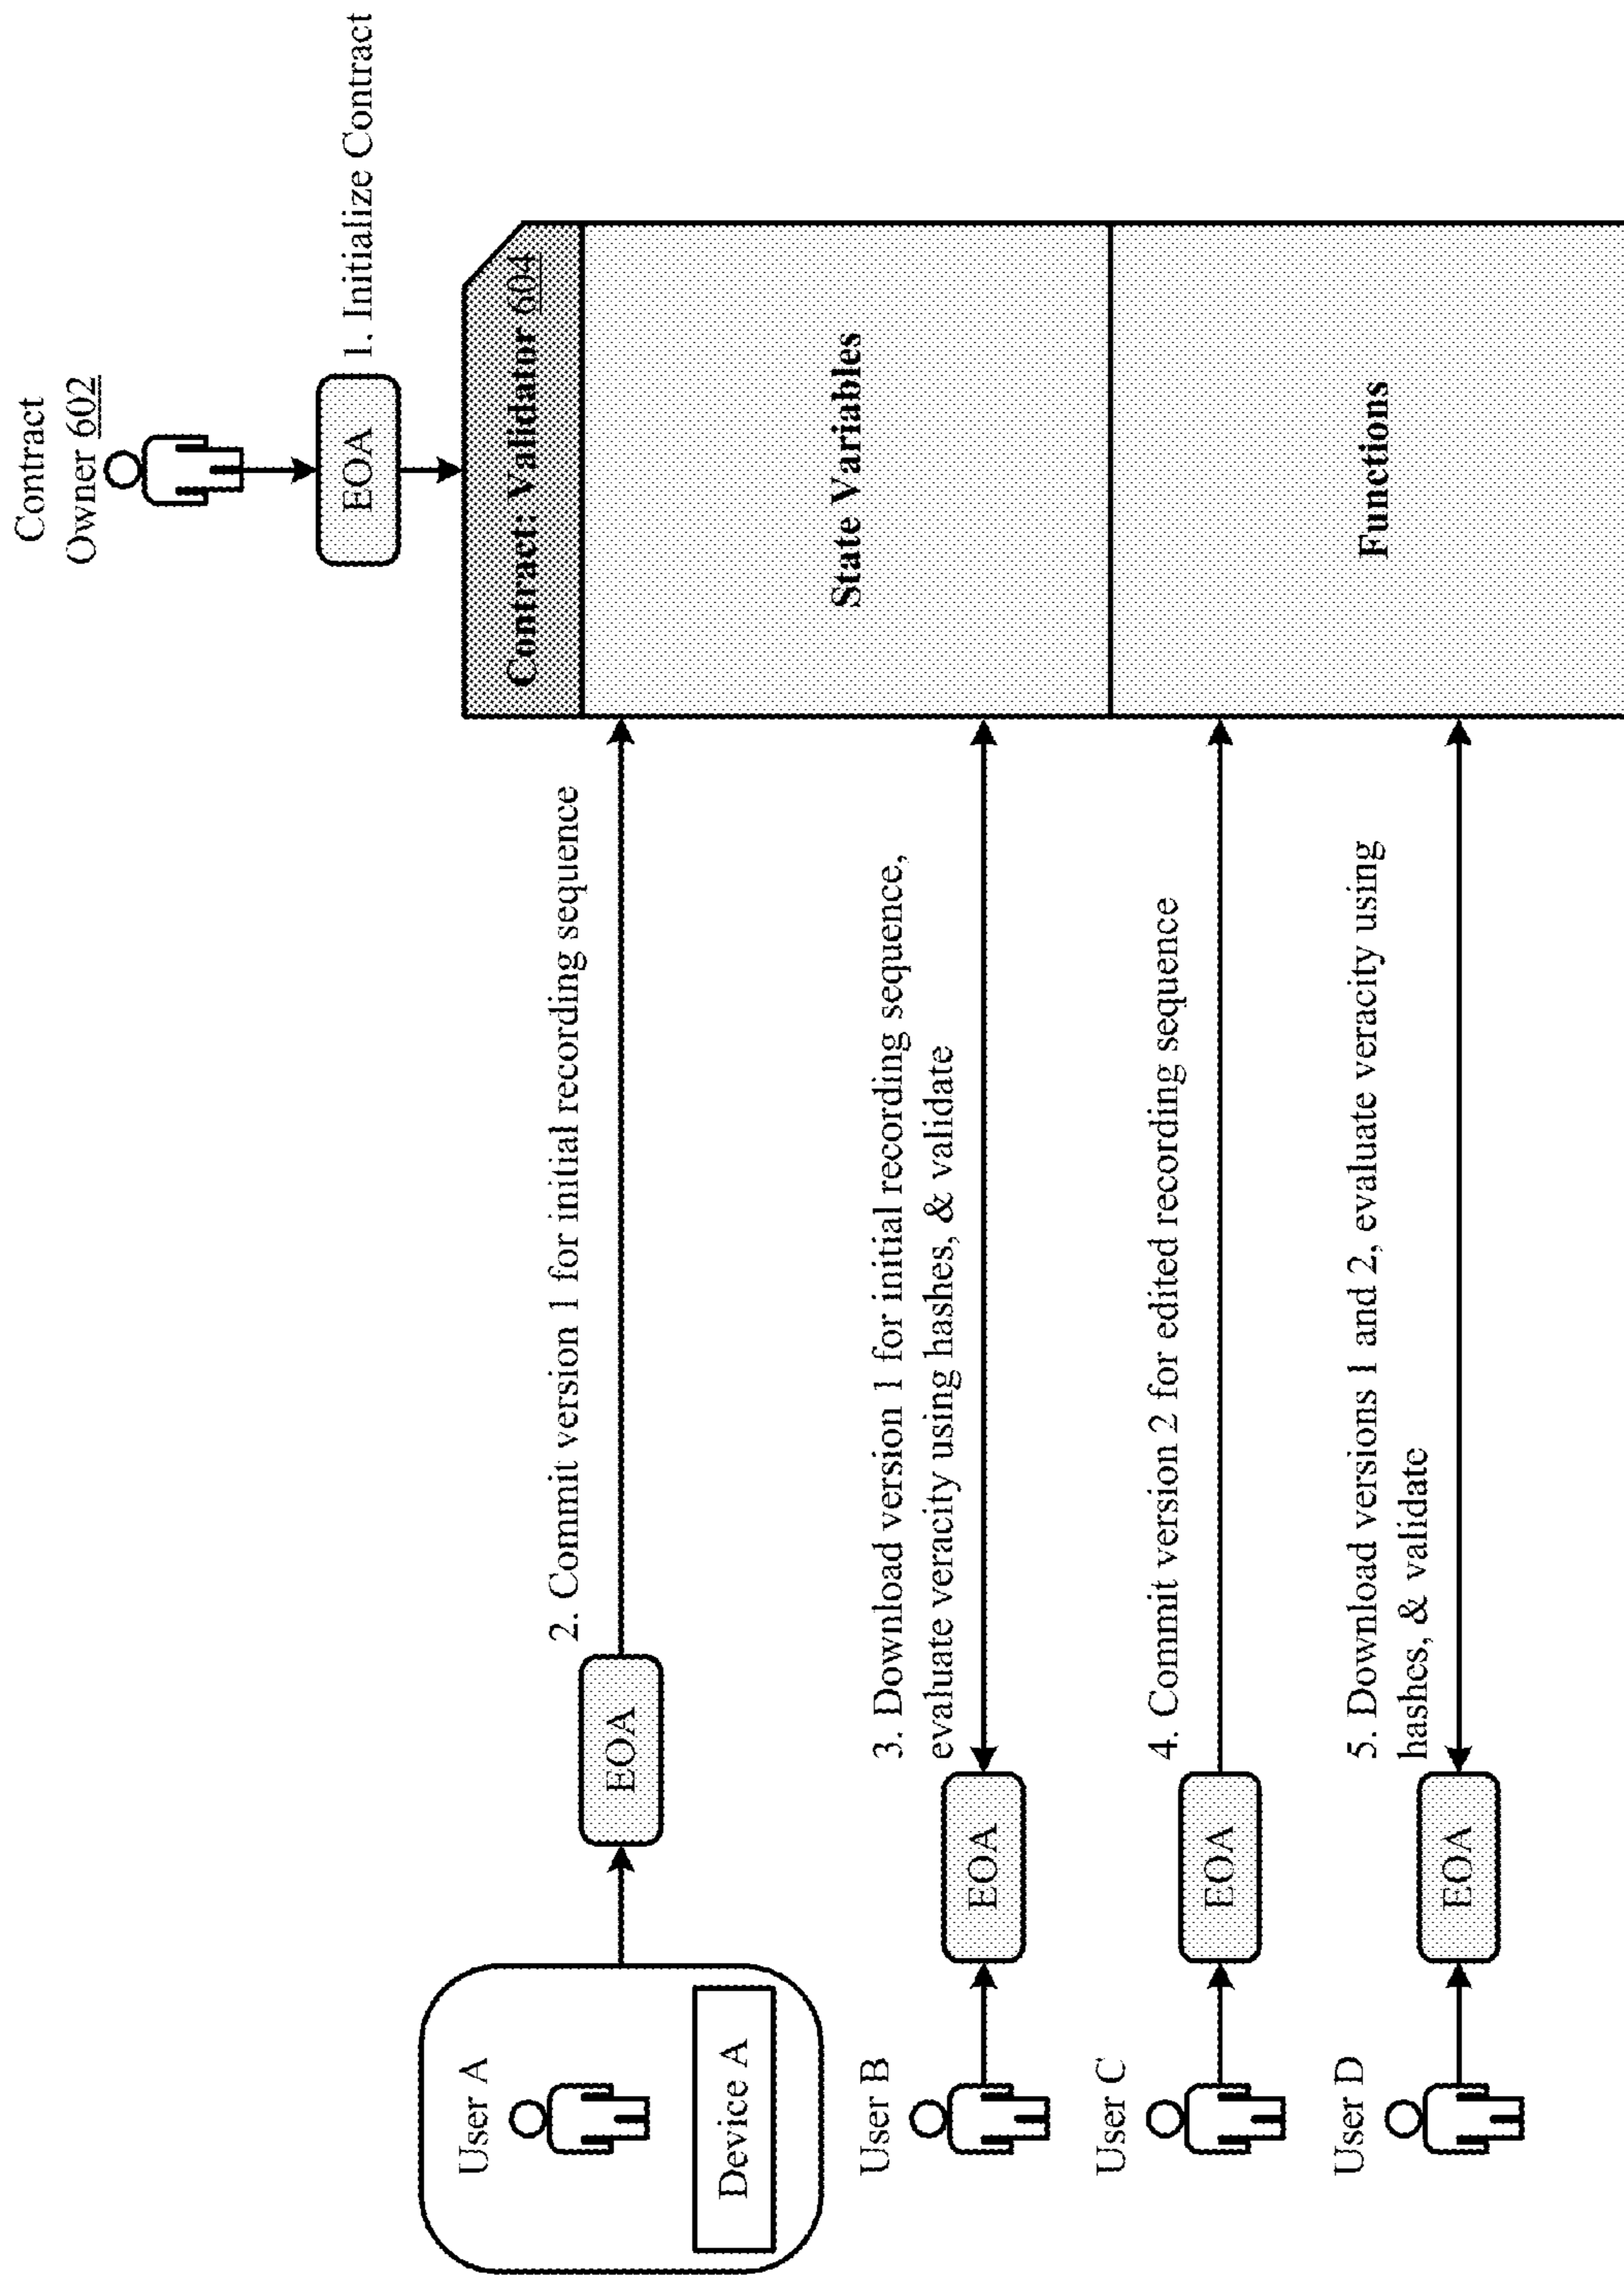 Contract
Owner 602
EOA
1. Initialize Contract
Contract: Validator 604
State Variables
Functions
User A
Device A
EOA
2. Commit version 1 for initial recording sequence
User B
EOA
3. Download version 1 for initial recording sequence,
evaluate veracity using hashes, & validate
User C
EOA
4. Commit version 2 for edited recording sequence
User D
EOA
5. Download versions 1 and 2, evaluate veracity using
hashes, & validate